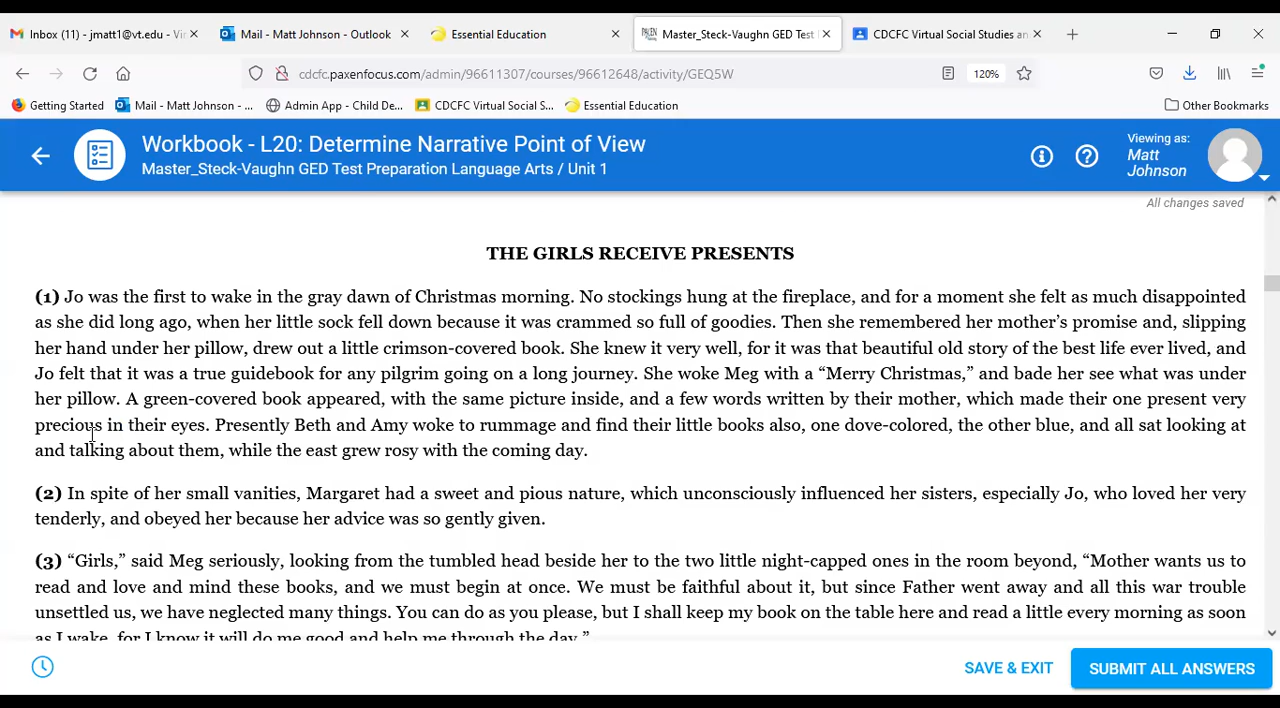 Inbox (11) - jmatt1@vt.edu - Vir
Mail - Matt Johnson - Outlook
Essential Education
Master_Steck-Vaughn GED Test
CDCFC Virtual Social Studies an
cdcfc.paxenfocus.com/admin/96611307/courses/96612648/activity/GEQ5W
120%
Getting Started
Mail - Matt Johnson - ...
Admin App - Child De...
CDCFC Virtual Social S...
Essential Education
Other Bookmarks
Workbook - L20: Determine Narrative Point of View
Master_Steck-Vaughn GED Test Preparation Language Arts / Unit 1
Viewing as:
Matt
Johnson
All changes saved
THE GIRLS RECEIVE PRESENTS
(1) Jo was the first to wake in the gray dawn of Christmas morning. No stockings hung at the fireplace, and for a moment she felt as much disappointed
as she did long ago, when her little sock fell down because it was crammed so full of goodies. Then she remembered her mother’s promise and, slipping
her hand under her pillow, drew out a little crimson-covered book. She knew it very well, for it was that beautiful old story of the best life ever lived, and
Jo felt that it was a true guidebook for any pilgrim going on a long journey. She woke Meg with a “Merry Christmas,” and bade her see what was under
her pillow. A green-covered book appeared, with the same picture inside, and a few words written by their mother, which made their one present very
precious in their eyes. Presently Beth and Amy woke to rummage and find their little books also, one dove-colored, the other blue, and all sat looking at
and talking about them, while the east grew rosy with the coming day.
(2) In spite of her small vanities, Margaret had a sweet and pious nature, which unconsciously influenced her sisters, especially Jo, who loved her very
tenderly, and obeyed her because her advice was so gently given.
(3) “Girls,” said Meg seriously, looking from the tumbled head beside her to the two little night-capped ones in the room beyond, “Mother wants us to
read and love and mind these books, and we must begin at once. We must be faithful about it, but since Father went away and all this war trouble
unsettled us, we have neglected many things. You can do as you please, but I shall keep my book on the table here and read a little every morning as soon
as I wake, for I know it will do me good and help me through the day.”
SAVE & EXIT
SUBMIT ALL ANSWERS